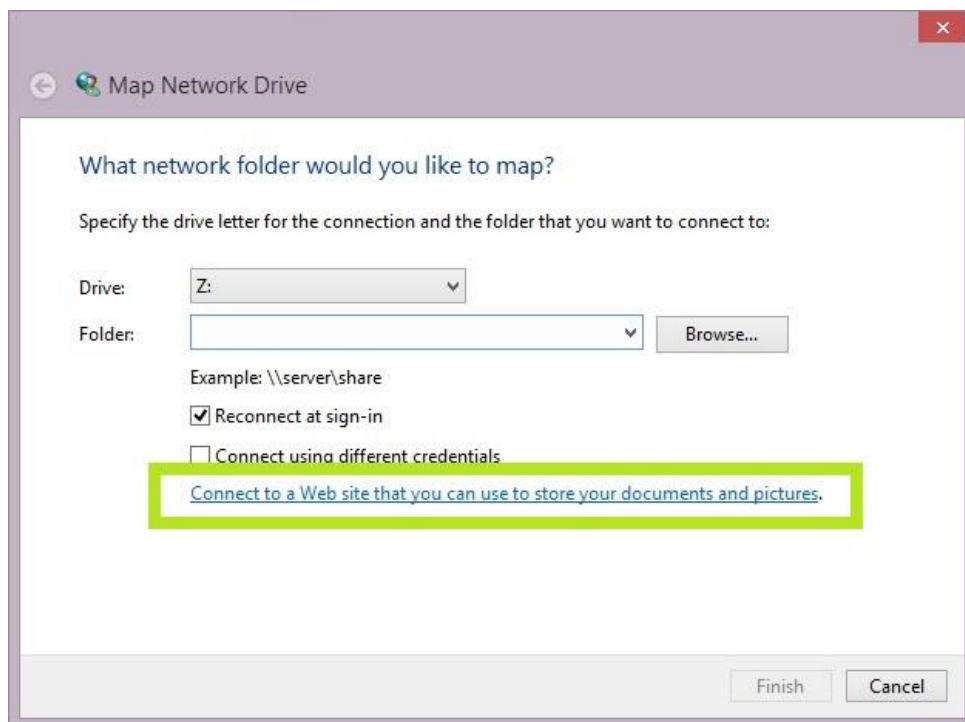 Map Network Drive
What network folder would you like to map?
Specify the drive letter for the connection and the folder that you want to connect to:
Drive: Z:
Folder: Browse...
Example: \\server\share
Reconnect at sign-in
Connect using different credentials
Connect to a Web site that you can use to store your documents and pictures.
Finish Cancel